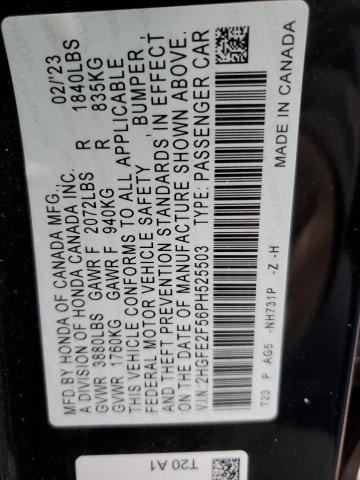 MFD BY HONDA OF CANADA MFG., 02/'23
A DIVISION OF HONDA CANADA INC.
GVWR 3880LBS GAWR F 2072LBS R 1840LBS
GVWR 1760KG GAWR F 940KG R 835KG
THIS VEHICLE CONFORMS TO ALL APPLICABLE
FEDERAL MOTOR VEHICLE SAFETY, BUMPER,
AND THEFT PREVENTION STANDARDS IN EFFECT
ON THE DATE OF MANUFACTURE SHOWN ABOVE.
V.I.N:2HGFE2F56PH525503 TYPE:PASSENGER CAR
T23 P AG5 -NH731P -Z -H
MADE IN CANADA
T20 A1